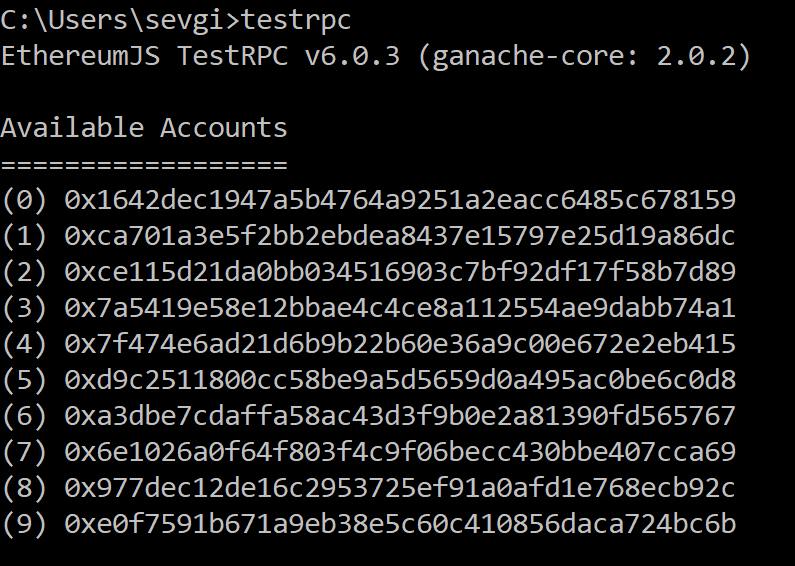 C:\Users\sevgi>testrpc
EthereumJS TestRPC v6.0.3 (ganache-core: 2.0.2)
Available Accounts
==================
(0) 0x1642dec1947a5b4764a9251a2eacc6485c678159
(1) 0xca701a3e5f2bb2ebdea8437e15797e25d19a86dc
(2) 0xce115d21da0bb034516903c7bf92df17f58b7d89
(3) 0x7a5419e58e12bbae4c4ce8a112554ae9dabb74a1
(4) 0x7f474e6ad21d6b9b22b60e36a9c00e672e2eb415
(5) 0xd9c2511800cc58be9a5d5659d0a495ac0be6c0d8
(6) 0xa3dbe7cdaffa58ac43d3f9b0e2a81390fd565767
(7) 0x6e1026a0f64f803f4c9f06becc430bbe407cca69
(8) 0x977dec12de16c2953725ef91a0afd1e768ecb92c
(9) 0xe0f7591b671a9eb38e5c60c410856daca724bc6b